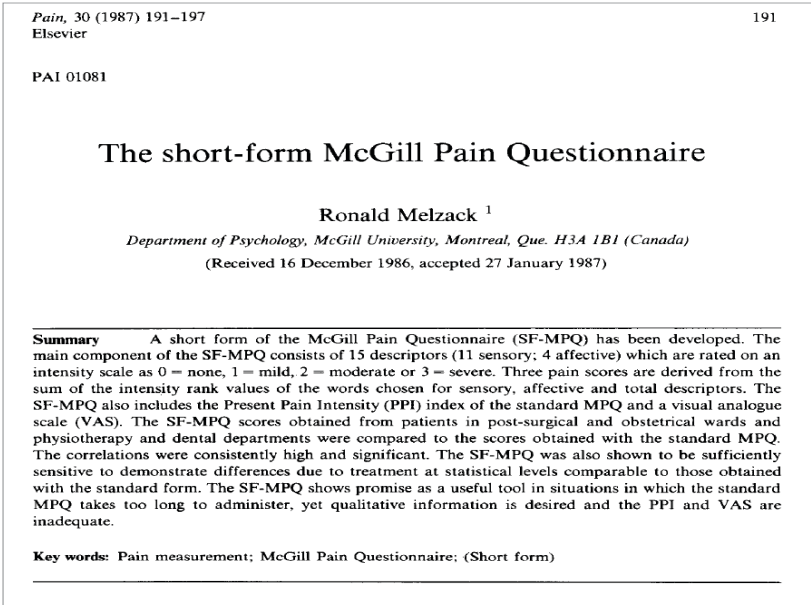 Pain, 30 (1987) 191–197 191
Elsevier
PAI 01081
The short-form McGill Pain Questionnaire
Ronald Melzack 1
Department of Psychology, McGill University, Montreal, Que. H3A 1B1 (Canada)
(Received 16 December 1986, accepted 27 January 1987)
Summary A short form of the McGill Pain Questionnaire (SF-MPQ) has been developed. The
main component of the SF-MPQ consists of 15 descriptors (11 sensory; 4 affective) which are rated on an
intensity scale as 0 = none, 1 = mild, 2 = moderate or 3 = severe. Three pain scores are derived from the
sum of the intensity rank values of the words chosen for sensory, affective and total descriptors. The
SF-MPQ also includes the Present Pain Intensity (PPI) index of the standard MPQ and a visual analogue
scale (VAS). The SF-MPQ scores obtained from patients in post-surgical and obstetrical wards and
physiotherapy and dental departments were compared to the scores obtained with the standard MPQ.
The correlations were consistently high and significant. The SF-MPQ was also shown to be sufficiently
sensitive to demonstrate differences due to treatment at statistical levels comparable to those obtained
with the standard form. The SF-MPQ shows promise as a useful tool in situations in which the standard
MPQ takes too long to administer, yet qualitative information is desired and the PPI and VAS are
inadequate.
Key words: Pain measurement; McGill Pain Questionnaire; (Short form)